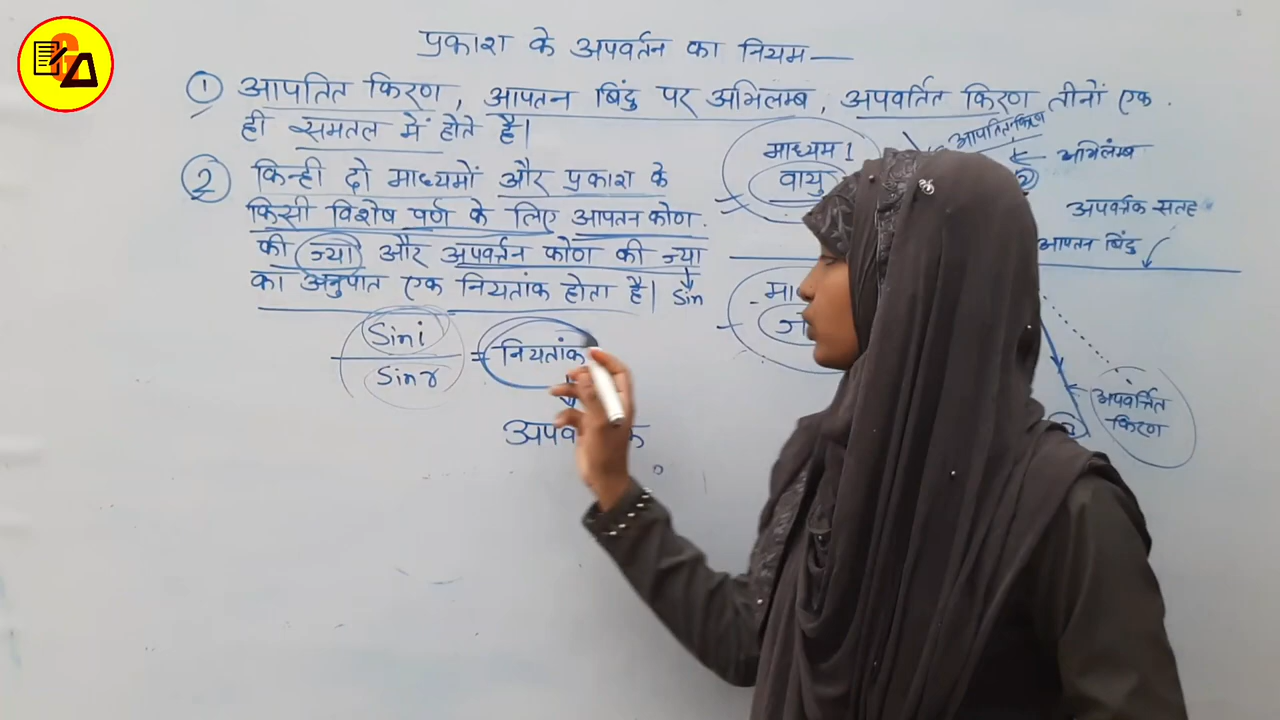 प्रकाश के अपवर्तन का नियम —
① आपतित किरण, आपतन बिंदु पर अभिलम्ब, अपवर्तित किरण तीनों एक
ही समतल में होते है।
② किन्ही दो माध्यमों और प्रकाश के
किसी विशेष वर्ण के लिए आपतन कोण
की ज्या और अपवर्तन कोण की ज्या
का अनुपात एक नियतांक होता है। Sin
Sin i
= नियतांक
Sin r
माध्यम 1
वायु
आपतित किरण
अभिलंम्ब
अपवर्तक सतह
आपतन बिंदु
अपवर्त्तित
किरण